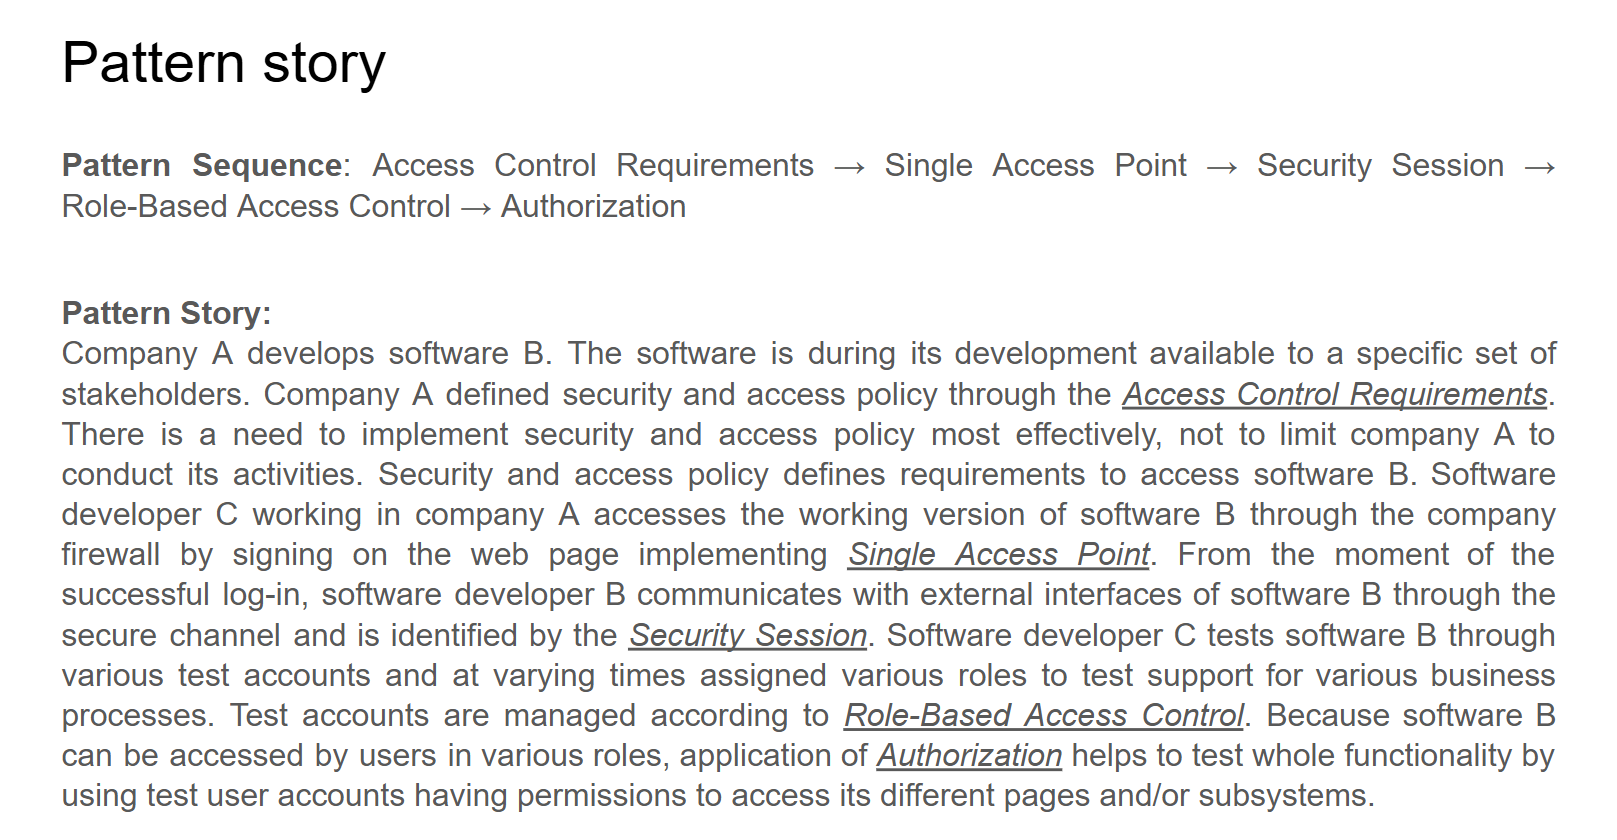 Pattern story
Pattern Sequence: Access Control Requirements → Single Access Point → Security Session →
Role-Based Access Control → Authorization
Pattern Story:
Company A develops software B. The software is during its development available to a specific set of
stakeholders. Company A defined security and access policy through the Access Control Requirements.
There is a need to implement security and access policy most effectively, not to limit company A to
conduct its activities. Security and access policy defines requirements to access software B. Software
developer C working in company A accesses the working version of software B through the company
firewall by signing on the web page implementing Single Access Point. From the moment of the
successful log-in, software developer B communicates with external interfaces of software B through the
secure channel and is identified by the Security Session. Software developer C tests software B through
various test accounts and at varying times assigned various roles to test support for various business
processes. Test accounts are managed according to Role-Based Access Control. Because software B
can be accessed by users in various roles, application of Authorization helps to test whole functionality by
using test user accounts having permissions to access its different pages and/or subsystems.